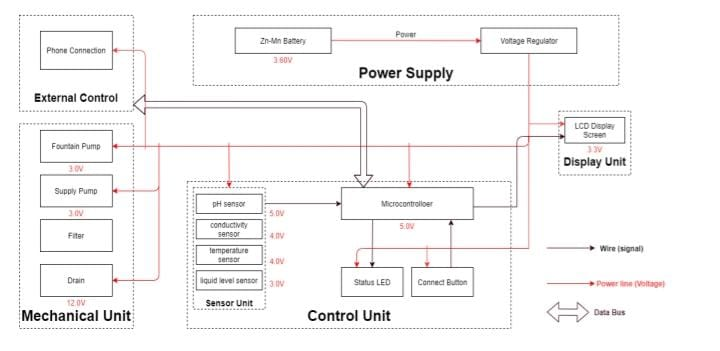 Phone Connection
External Control
Zn-Mn Battery
3.60V
Power
Voltage Regulator
Power Supply
Fountain Pump
3.0V
Supply Pump
3.0V
Filter
Drain
12.0V
Mechanical Unit
LCD Display
Screen
3.3V
Display Unit
pH sensor
5.0V
conductivity
sensor
4.0V
temperature
sensor
4.0V
liquid level sensor
3.0V
Sensor Unit
Microcontrolloer
5.0V
Status LED
Connect Button
Control Unit
Wire (signal)
Power line (Voltage)
Data Bus